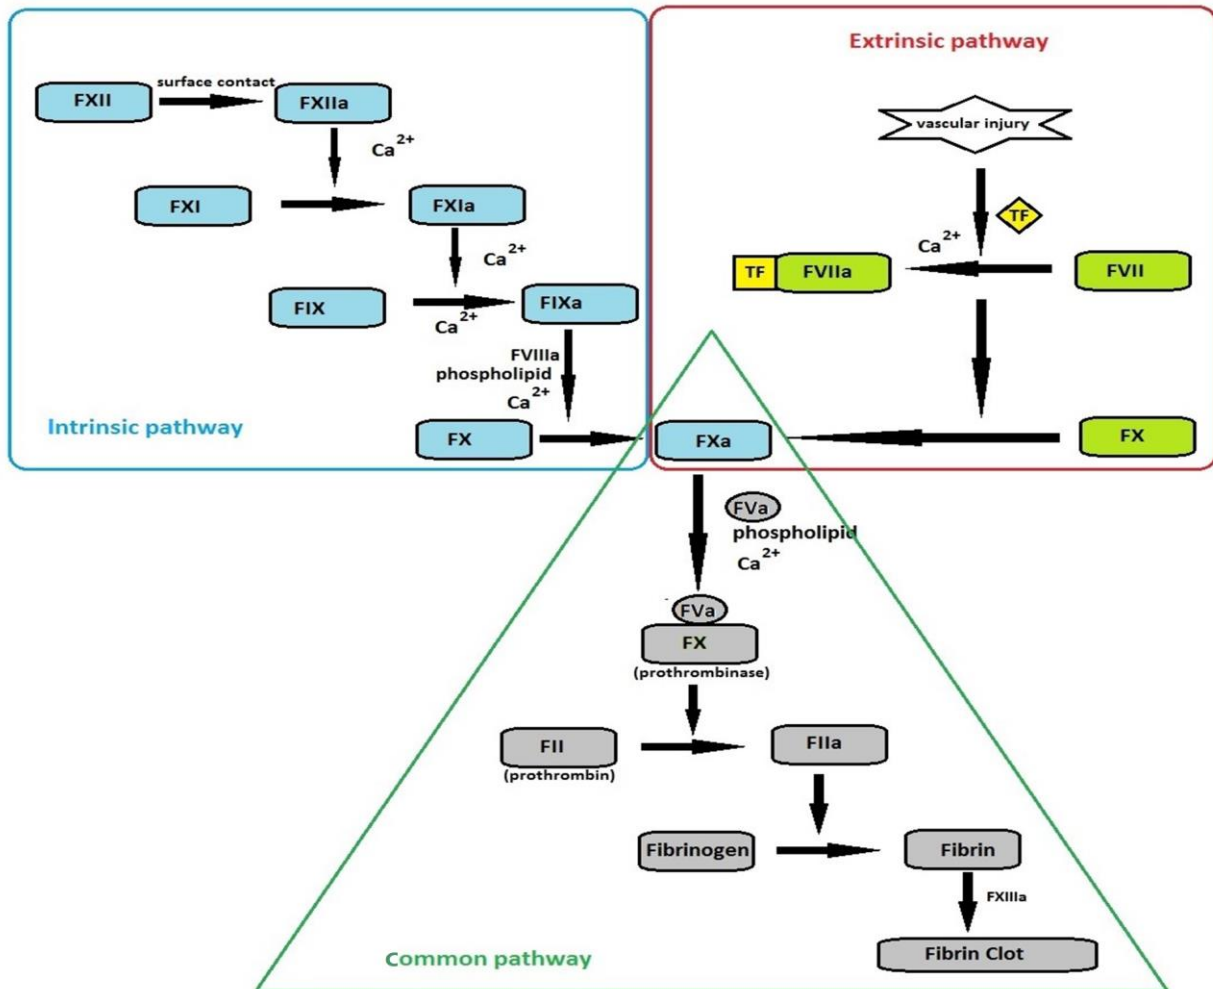 Extrinsic pathway
surface contact
FXII
FXIIa
Ca2+
vascular injury
FXI
FXIa
TF
Ca2+
Ca2+
TF
FVIIa
FVII
FIX
FIXa
Ca2+
FVIIIa
phospholipid
Ca2+
Intrinsic pathway
FX
FXa
FX
FVa
phospholipid
Ca2+
FVa
FX
(prothrombinase)
FII
FIIa
(prothrombin)
Fibrinogen
Fibrin
FXIIIa
Fibrin Clot
Common pathway